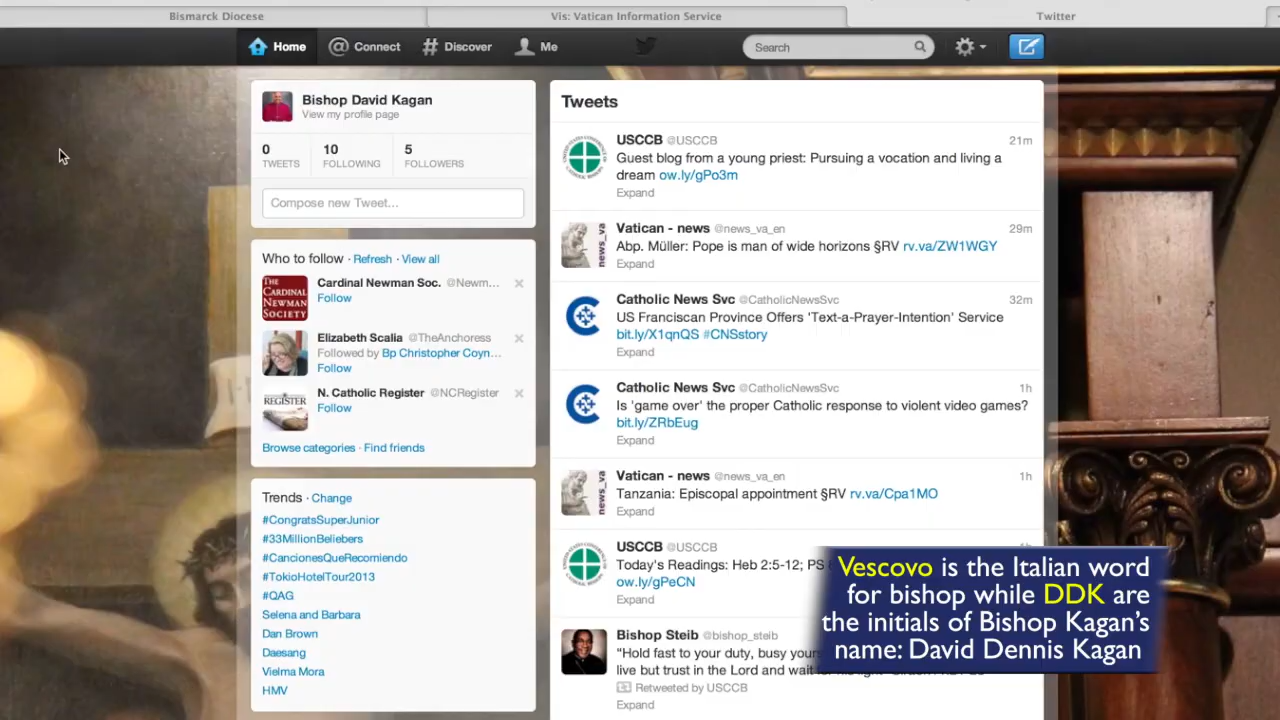 Bismarck Diocese
Vis: Vatican Information Service
Twitter
Home
Connect
Discover
Me
Search
Bishop David Kagan
View my profile page
0
TWEETS
10
FOLLOWING
5
FOLLOWERS
Compose new Tweet...
Who to follow · Refresh · View all
THE
CARDINAL
NEWMAN
SOCIETY
Cardinal Newman Soc. @Newm...
Follow
Elizabeth Scalia @TheAnchoress
Followed by Bp Christopher Coyn...
Follow
REGISTER
N. Catholic Register @NCRegister
Follow
Browse categories · Find friends
Trends · Change
#CongratsSuperJunior
#33MillionBeliebers
#CancionesQueRecomiendo
#TokioHotelTour2013
#QAG
Selena and Barbara
Dan Brown
Daesang
Vielma Mora
HMV
Tweets
USCCB @USCCB 21m
Guest blog from a young priest: Pursuing a vocation and living a
dream ow.ly/gPo3m
Expand
news_va
Vatican - news @news_va_en 29m
Abp. Müller: Pope is man of wide horizons §RV rv.va/ZW1WGY
Expand
Catholic News Svc @CatholicNewsSvc 32m
US Franciscan Province Offers 'Text-a-Prayer-Intention' Service
bit.ly/X1qnQS #CNSstory
Expand
Catholic News Svc @CatholicNewsSvc 1h
Is 'game over' the proper Catholic response to violent video games?
bit.ly/ZRbEug
Expand
news_va
Vatican - news @news_va_en 1h
Tanzania: Episcopal appointment §RV rv.va/Cpa1MO
Expand
USCCB @USCCB
Today's Readings: Heb 2:5-12; PS
ow.ly/gPeCN
Expand
Bishop Steib @bishop_steib
“Hold fast to your duty, busy
live but trust in the Lord and
Retweeted by USCCB
Expand
Vescovo is the Italian word
for bishop while DDK are
the initials of Bishop Kagan's
name: David Dennis Kagan